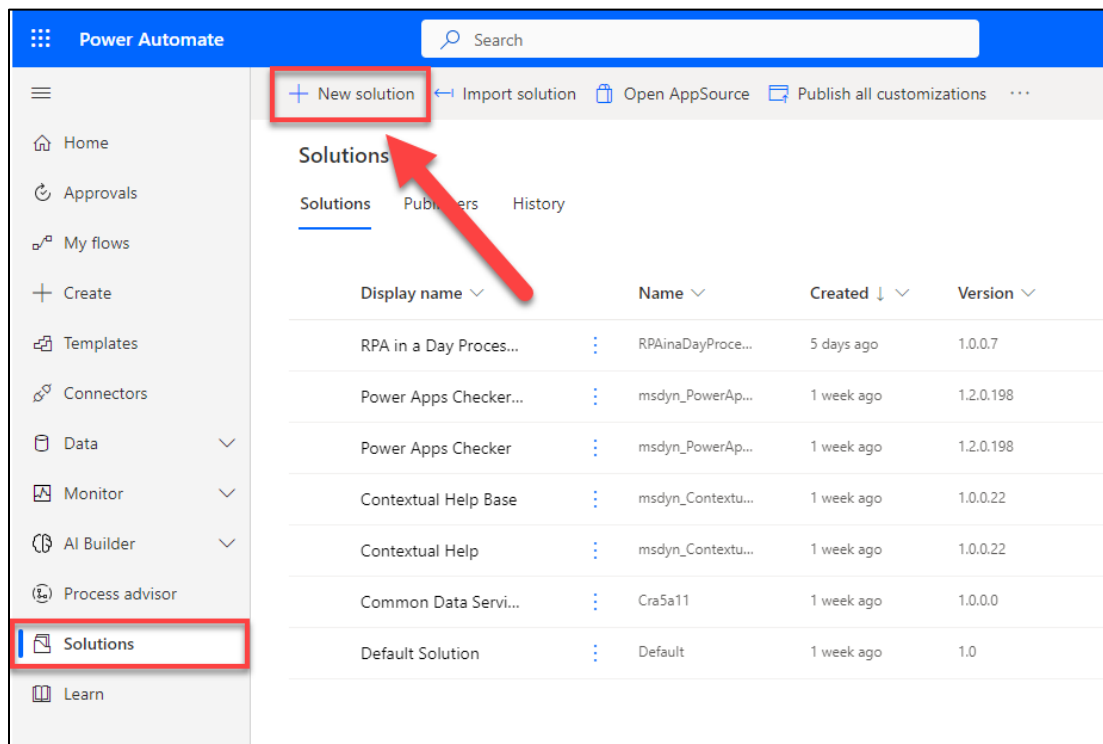 Power Automate
Search
New solution Import solution Open AppSource Publish all customizations ...
Home
Approvals
My flows
Create
Templates
Connectors
Data
Monitor
AI Builder
Process advisor
Solutions
Learn
Solutions
Solutions Publishers History
Display name Name Created ↓ Version
RPA in a Day Proces... RPAinaDayProce... 5 days ago 1.0.0.7
Power Apps Checker... msdyn_PowerAp... 1 week ago 1.2.0.198
Power Apps Checker msdyn_PowerAp... 1 week ago 1.2.0.198
Contextual Help Base msdyn_Contextu... 1 week ago 1.0.0.22
Contextual Help msdyn_Contextu... 1 week ago 1.0.0.22
Common Data Servi... Cra5a11 1 week ago 1.0.0.0
Default Solution Default 1 week ago 1.0